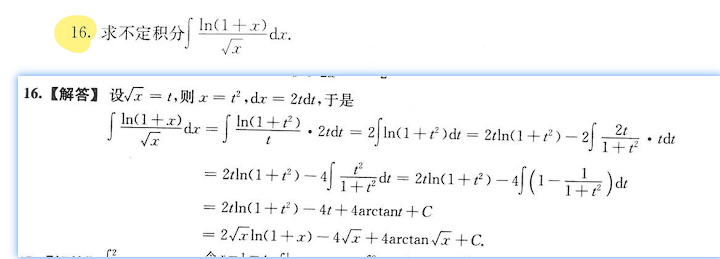 16. 求不定积分∫ ln(1+x)/√x dx.
16.【解答】 设√x = t,则 x = t²,dx = 2tdt,于是
∫ ln(1+x)/√x dx = ∫ ln(1+t²)/t · 2tdt = 2∫ln(1+t²)dt = 2tln(1+t²) − 2∫ 2t/(1+t²) · tdt
= 2tln(1+t²) − 4∫ t²/(1+t²) dt = 2tln(1+t²) − 4∫(1 − 1/(1+t²))dt
= 2tln(1+t²) − 4t + 4arctant + C
= 2√x ln(1+x) − 4√x + 4arctan√x + C.